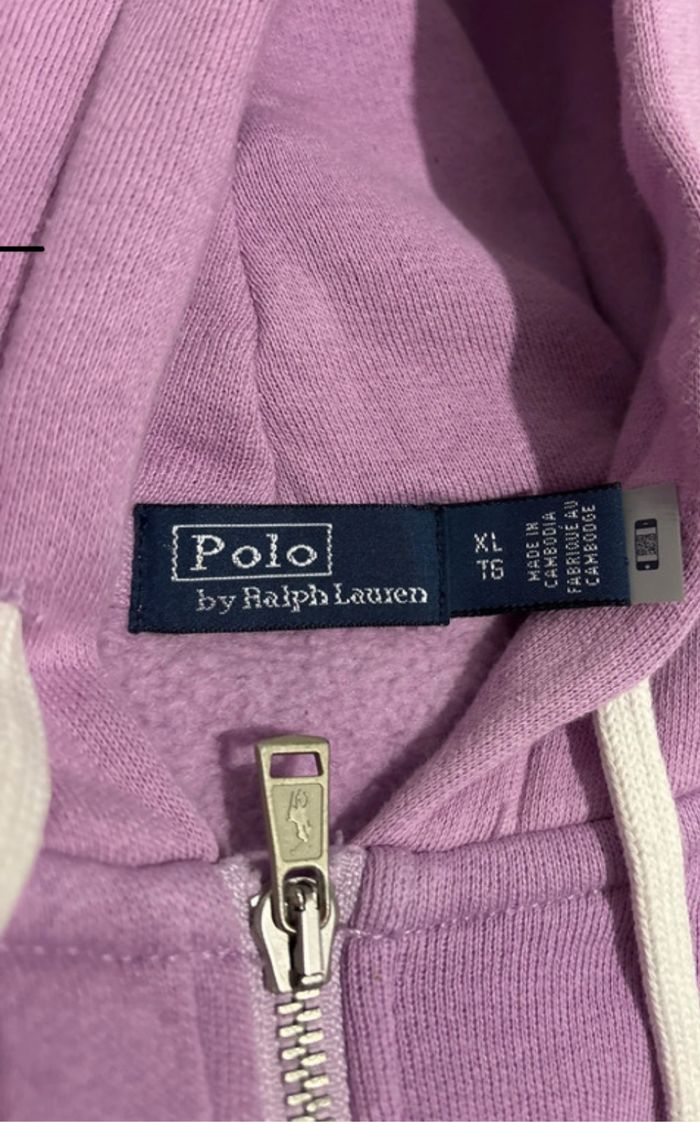 Polo
by Ralph Lauren
XL
TG
MADE IN
CAMBODIA
FABRIQUE AU
CAMBODGE